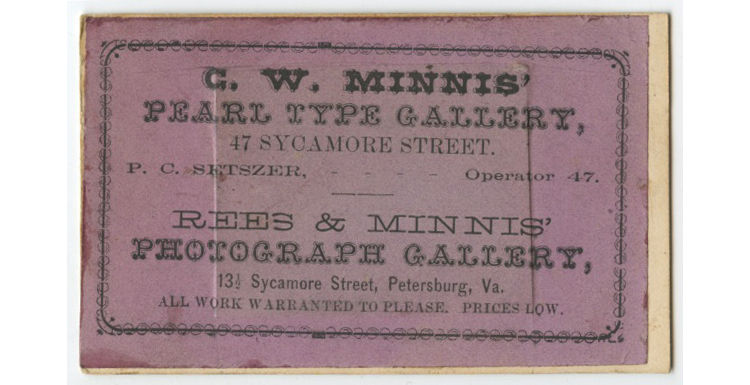 C. W. MINNIS'
PEARL TYPE GALLERY,
47 SYCAMORE STREET.
P. C. SETSZER, - - - - Operator 47.
REES & MINNIS'
PHOTOGRAPH GALLERY,
13½ Sycamore Street, Petersburg, Va.
ALL WORK WARRANTED TO PLEASE. PRICES LOW.